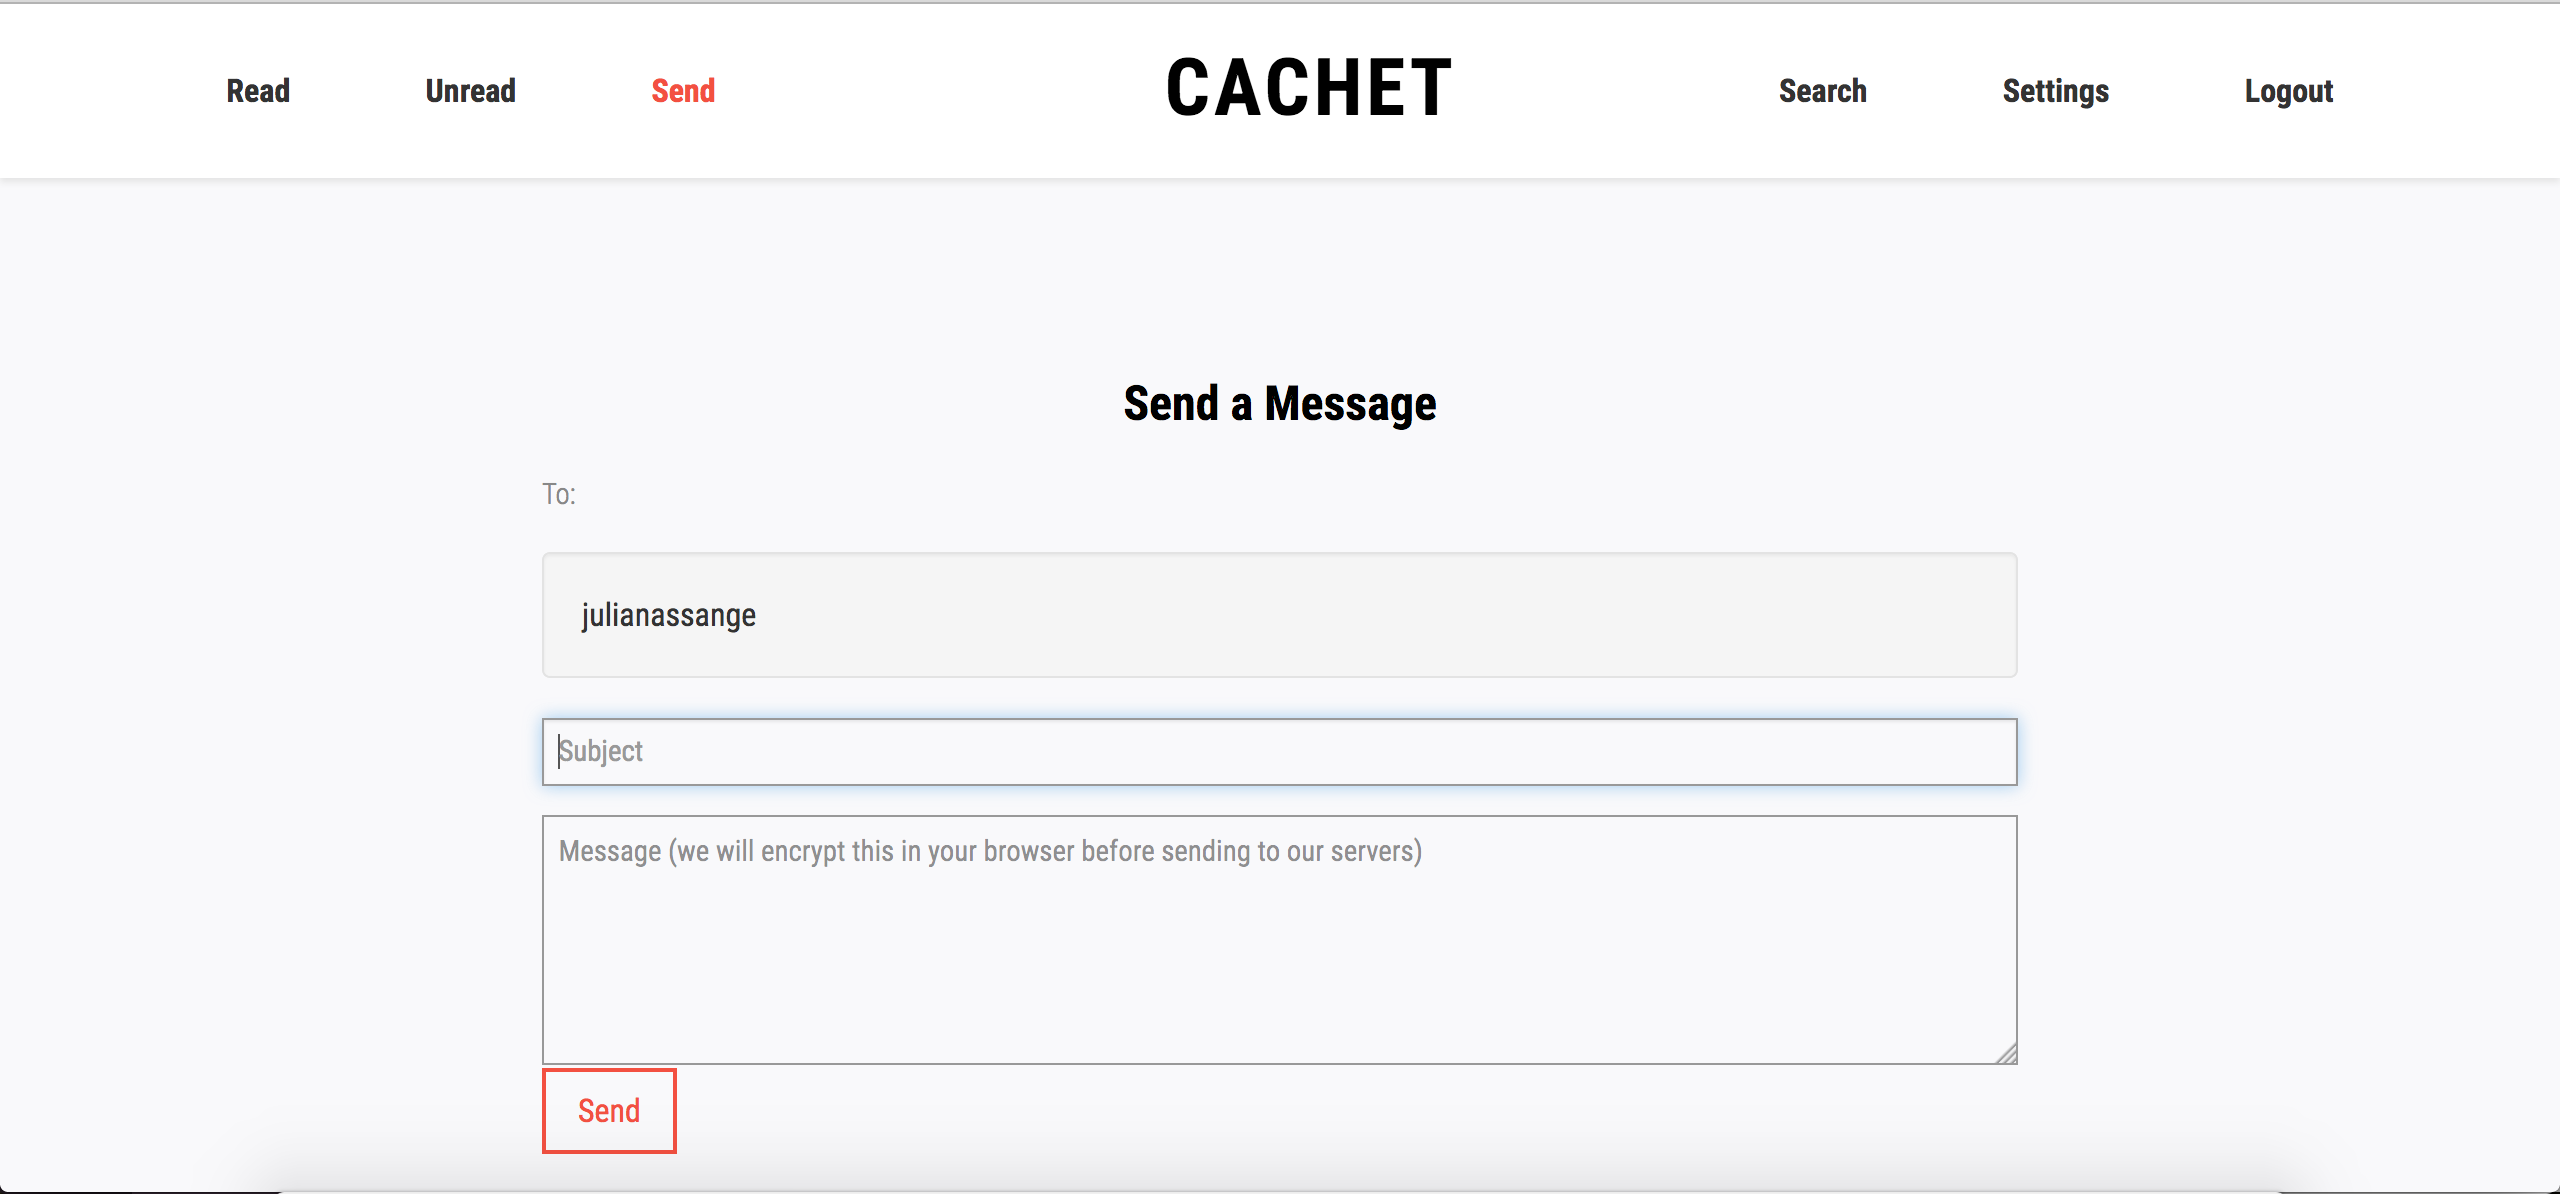 Read Unread Send CACHET Search Settings Logout
Send a Message
To:
julianassange
Subject
Message (we will encrypt this in your browser before sending to our servers)
Send